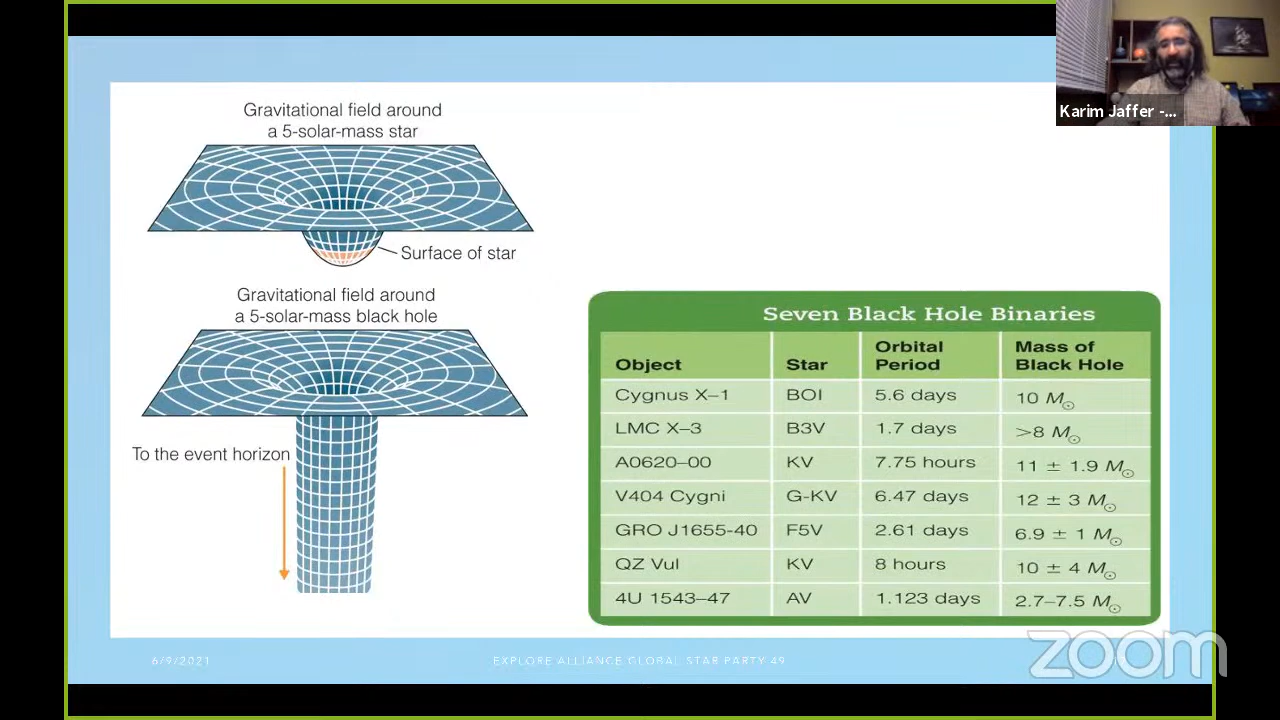 Karim Jaffer -...
Gravitational field around
a 5-solar-mass star
Surface of star
Gravitational field around
a 5-solar-mass black hole
To the event horizon
Seven Black Hole Binaries
Object Star Orbital Period Mass of Black Hole
Cygnus X–1 BOI 5.6 days 10 M☉
LMC X–3 B3V 1.7 days >8 M☉
A0620–00 KV 7.75 hours 11 ± 1.9 M☉
V404 Cygni G-KV 6.47 days 12 ± 3 M☉
GRO J1655-40 F5V 2.61 days 6.9 ± 1 M☉
QZ Vul KV 8 hours 10 ± 4 M☉
4U 1543–47 AV 1.123 days 2.7–7.5 M☉
6/9/2021
EXPLORE ALLIANCE GLOBAL STAR PARTY 49
zoom